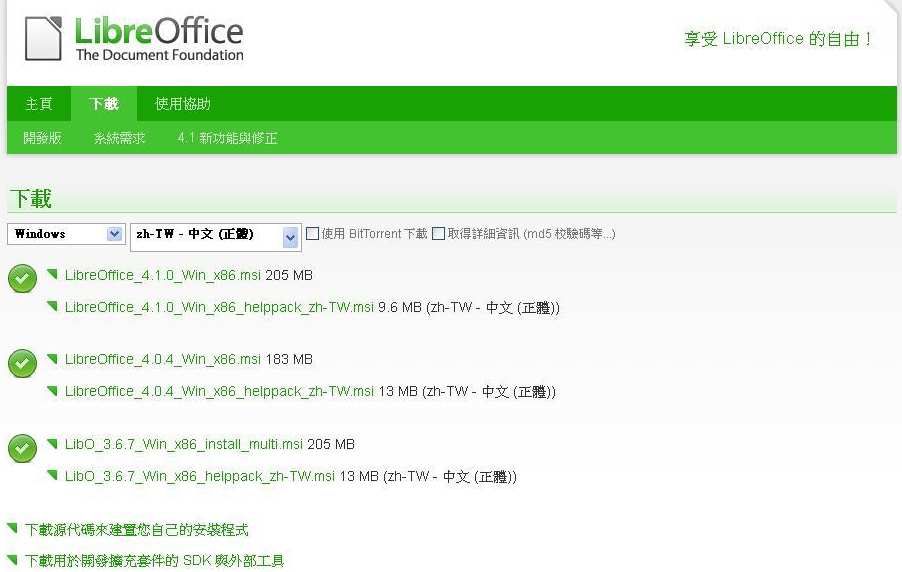 LibreOffice
The Document Foundation
享受 LibreOffice 的自由！
主頁 下載 使用協助
開發版 系統需求 4.1 新功能與修正
下載
Windows zh-TW - 中文 (正體) 使用 BitTorrent 下載 取得詳細資訊 (md5 校驗碼等...)
LibreOffice_4.1.0_Win_x86.msi 205 MB
LibreOffice_4.1.0_Win_x86_helppack_zh-TW.msi 9.6 MB (zh-TW - 中文 (正體))
LibreOffice_4.0.4_Win_x86.msi 183 MB
LibreOffice_4.0.4_Win_x86_helppack_zh-TW.msi 13 MB (zh-TW - 中文 (正體))
LibO_3.6.7_Win_x86_install_multi.msi 205 MB
LibO_3.6.7_Win_x86_helppack_zh-TW.msi 13 MB (zh-TW - 中文 (正體))
下載源代碼來建置您自己的安裝程式
下載用於開發擴充套件的 SDK 與外部工具